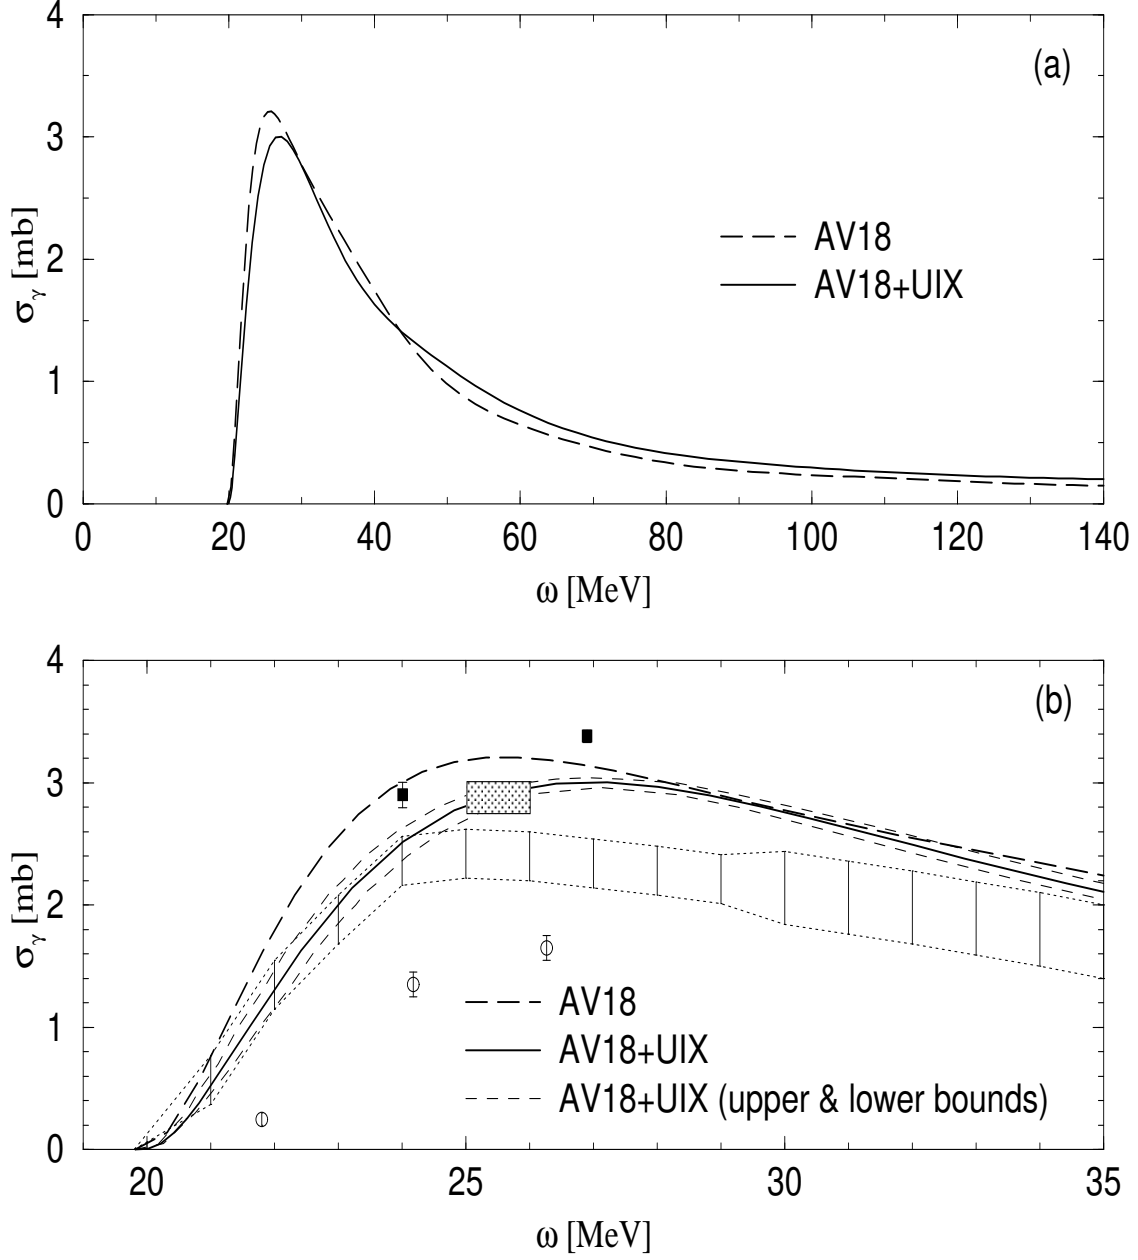 4
(a)
3
σγ [mb]
2
AV18
AV18+UIX
1
0
0 20 40 60 80 100 120 140
ω [MeV]
4
(b)
3
σγ [mb]
2
AV18
1
AV18+UIX
AV18+UIX (upper & lower bounds)
0
20 25 30 35
ω [MeV]